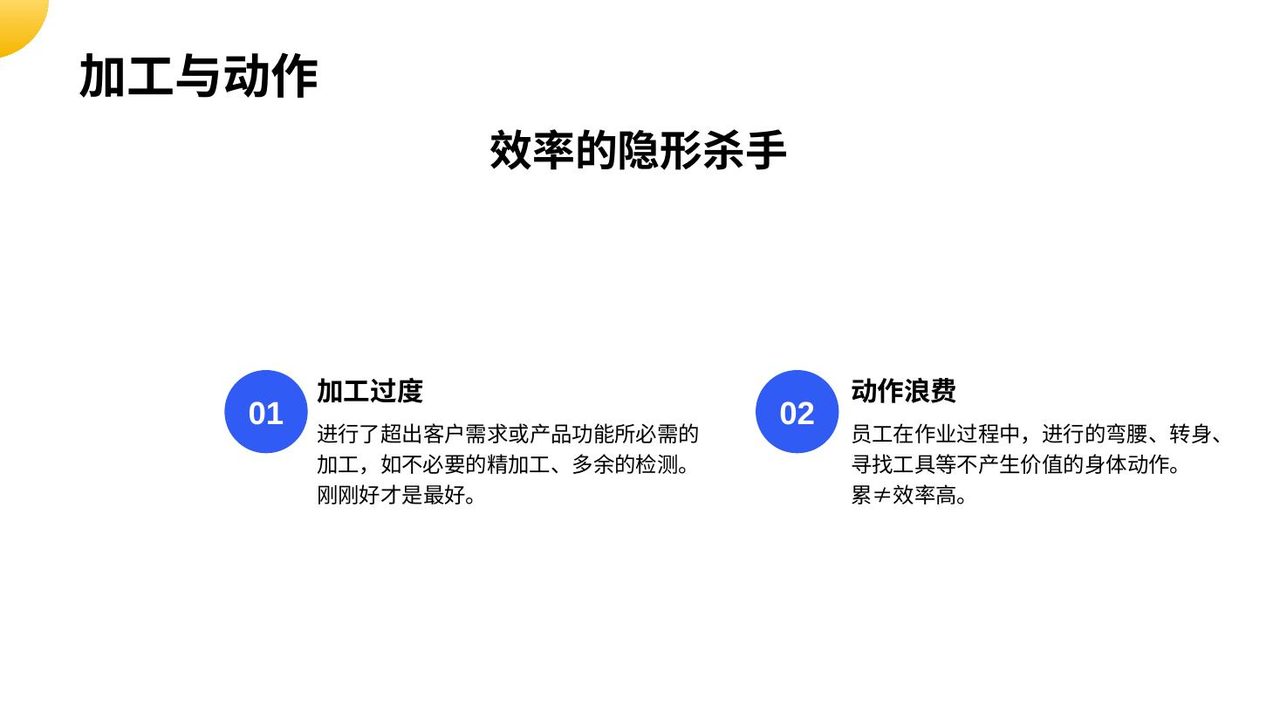 加工与动作
效率的隐形杀手
01
加工过度
进行了超出客户需求或产品功能所必需的
加工，如不必要的精加工、多余的检测。
刚刚好才是最好。
02
动作浪费
员工在作业过程中，进行的弯腰、转身、
寻找工具等不产生价值的身体动作。
累≠效率高。